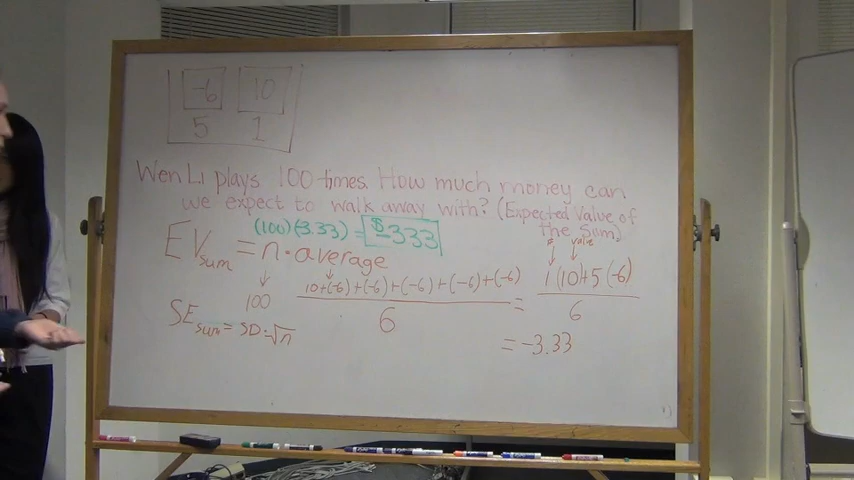 -6 10
5 1
Wen Li plays 100 times. How much money can
we expect to walk away with? (Expected Value of
the Sum)
(100)(-3.33) = $-333
EVsum = n·average
# value
100
10+(-6)+(-6)+(-6)+(-6)+(-6)
6
= 1(10)+5(-6)
6
SEsum = SD·√n
= -3.33